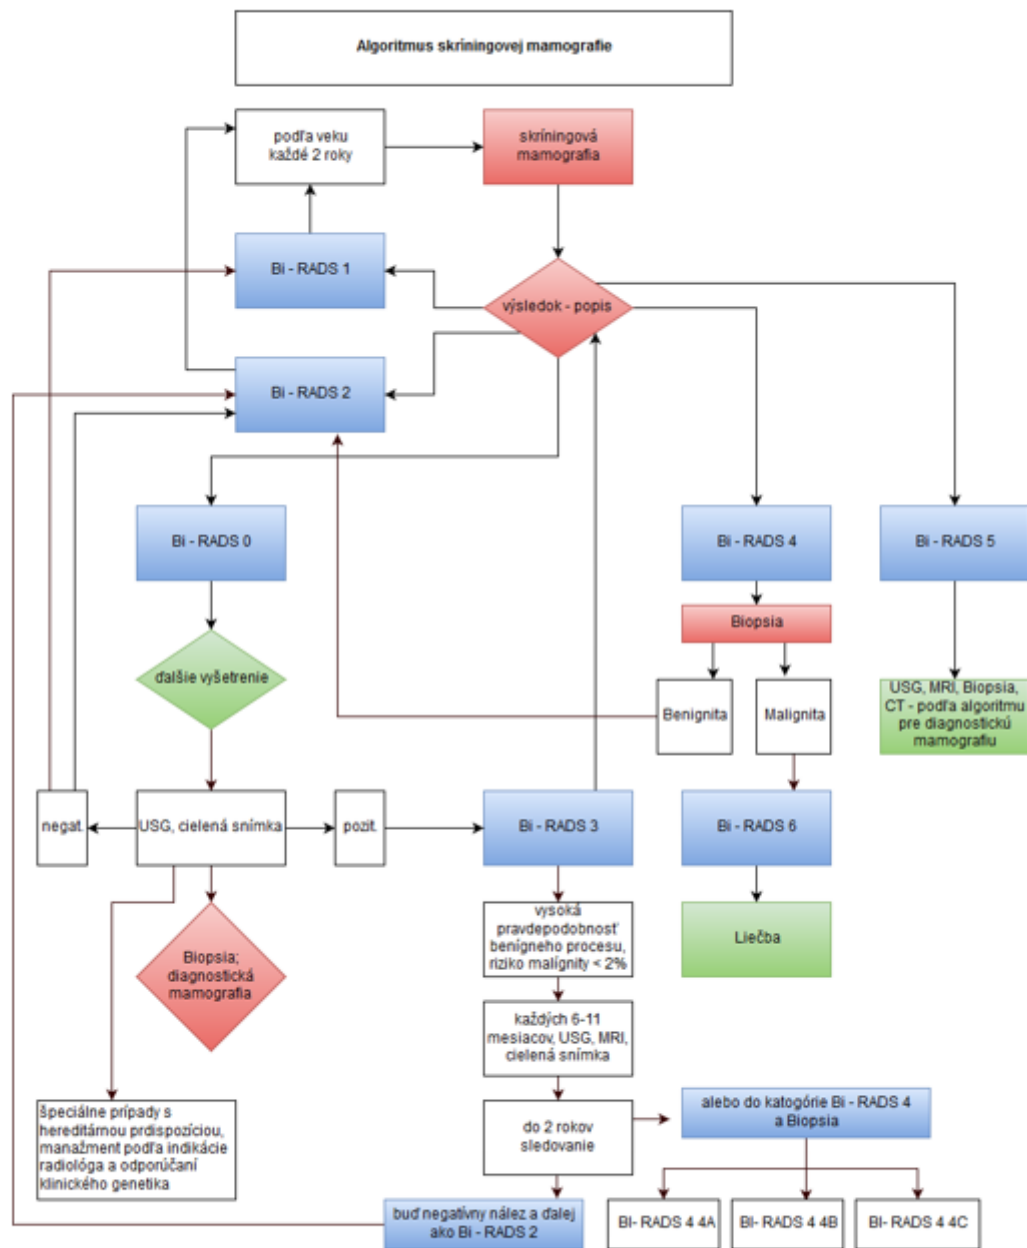 Algoritmus skríningovej mamografie
podľa veku
každé 2 roky
skríningová
mamografia
Bi - RADS 1
výsledok - popis
Bi - RADS 2
Bi - RADS 0
Bi - RADS 4
Bi - RADS 5
Biopsia
ďalšie vyšetrenie
Benignita
Malignita
USG, MRI, Biopsia,
CT - podľa algoritmu
pre diagnostickú
mamografiu
negat.
USG, cielená snímka
pozit.
Bi - RADS 3
Bi - RADS 6
vysoká
pravdepodobnosť
benígneho procesu,
riziko malígnity < 2%
Liečba
Biopsia;
diagnostická
mamografia
každých 6-11
mesiacov, USG, MRI,
cielená snímka
špeciálne prípady s
hereditárnou prdispozíciou,
manažment podľa indikácie
radiológa a odporúčaní
klinického genetika
do 2 rokov
sledovanie
alebo do katogórie Bi - RADS 4
a Biopsia
buď negatívny nález a ďalej
ako Bi - RADS 2
BI- RADS 4 4A
BI- RADS 4 4B
BI- RADS 4 4C